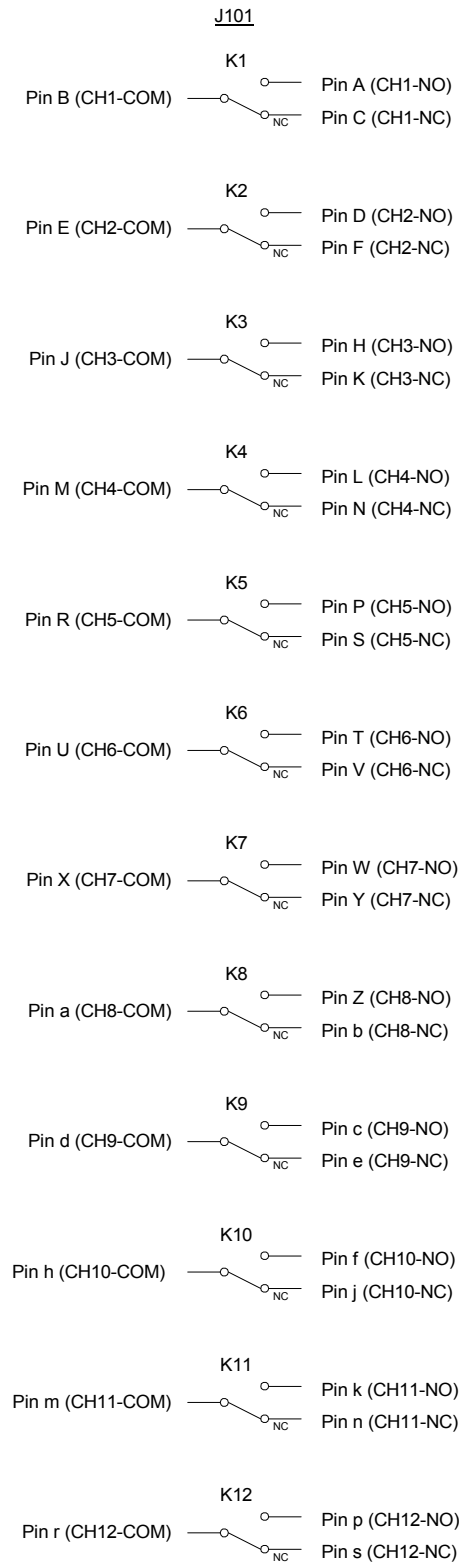 J101
K1
Pin A (CH1-NO)
Pin B (CH1-COM)
NC
Pin C (CH1-NC)
K2
Pin D (CH2-NO)
Pin E (CH2-COM)
NC
Pin F (CH2-NC)
K3
Pin H (CH3-NO)
Pin J (CH3-COM)
NC
Pin K (CH3-NC)
K4
Pin L (CH4-NO)
Pin M (CH4-COM)
NC
Pin N (CH4-NC)
K5
Pin P (CH5-NO)
Pin R (CH5-COM)
NC
Pin S (CH5-NC)
K6
Pin T (CH6-NO)
Pin U (CH6-COM)
NC
Pin V (CH6-NC)
K7
Pin W (CH7-NO)
Pin X (CH7-COM)
NC
Pin Y (CH7-NC)
K8
Pin Z (CH8-NO)
Pin a (CH8-COM)
NC
Pin b (CH8-NC)
K9
Pin c (CH9-NO)
Pin d (CH9-COM)
NC
Pin e (CH9-NC)
K10
Pin f (CH10-NO)
Pin h (CH10-COM)
NC
Pin j (CH10-NC)
K11
Pin k (CH11-NO)
Pin m (CH11-COM)
NC
Pin n (CH11-NC)
K12
Pin p (CH12-NO)
Pin r (CH12-COM)
NC
Pin s (CH12-NC)